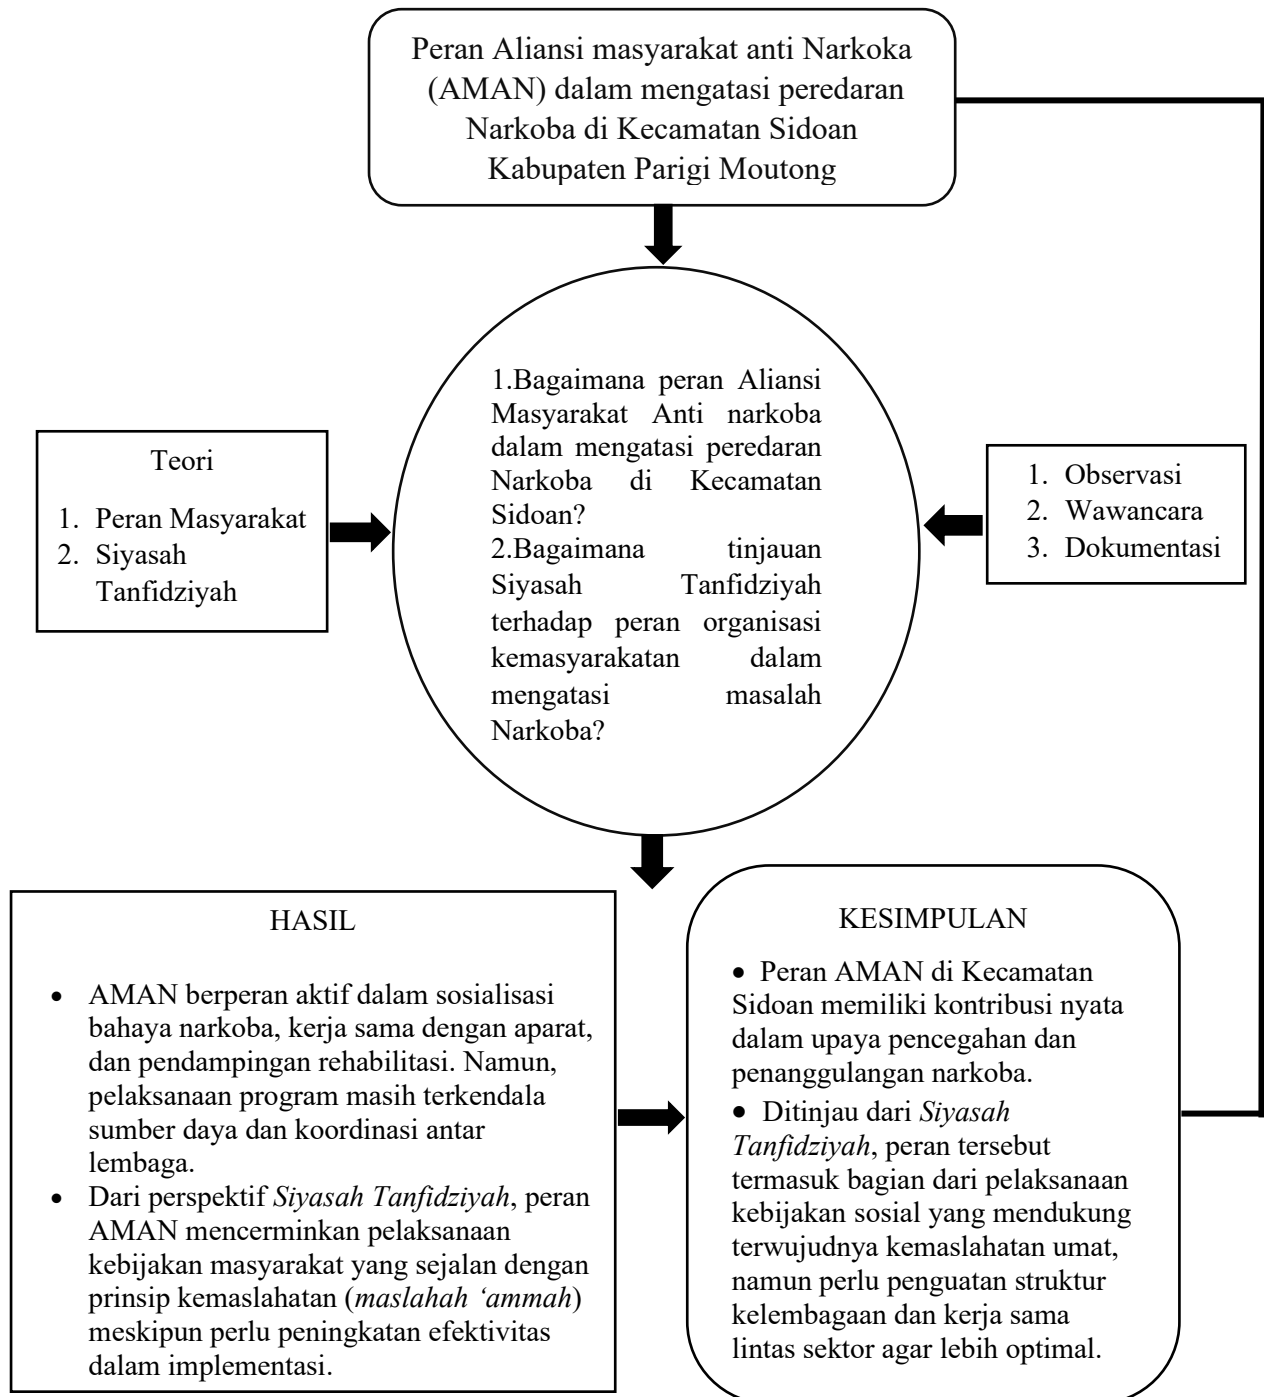 Peran Aliansi masyarakat anti Narkoka
(AMAN) dalam mengatasi peredaran
Narkoba di Kecamatan Sidoan
Kabupaten Parigi Moutong
1.Bagaimana peran Aliansi
Masyarakat Anti narkoba
dalam mengatasi peredaran
Narkoba di Kecamatan
Sidoan?
2.Bagaimana tinjauan
Siyasah Tanfidziyah
terhadap peran organisasi
kemasyarakatan dalam
mengatasi masalah
Narkoba?
Teori
1. Peran Masyarakat
2. Siyasah
Tanfidziyah
1. Observasi
2. Wawancara
3. Dokumentasi
HASIL
• AMAN berperan aktif dalam sosialisasi
bahaya narkoba, kerja sama dengan aparat,
dan pendampingan rehabilitasi. Namun,
pelaksanaan program masih terkendala
sumber daya dan koordinasi antar
lembaga.
• Dari perspektif Siyasah Tanfidziyah, peran
AMAN mencerminkan pelaksanaan
kebijakan masyarakat yang sejalan dengan
prinsip kemaslahatan (maslahah ‘ammah)
meskipun perlu peningkatan efektivitas
dalam implementasi.
KESIMPULAN
• Peran AMAN di Kecamatan
Sidoan memiliki kontribusi nyata
dalam upaya pencegahan dan
penanggulangan narkoba.
• Ditinjau dari Siyasah
Tanfidziyah, peran tersebut
termasuk bagian dari pelaksanaan
kebijakan sosial yang mendukung
terwujudnya kemaslahatan umat,
namun perlu penguatan struktur
kelembagaan dan kerja sama
lintas sektor agar lebih optimal.